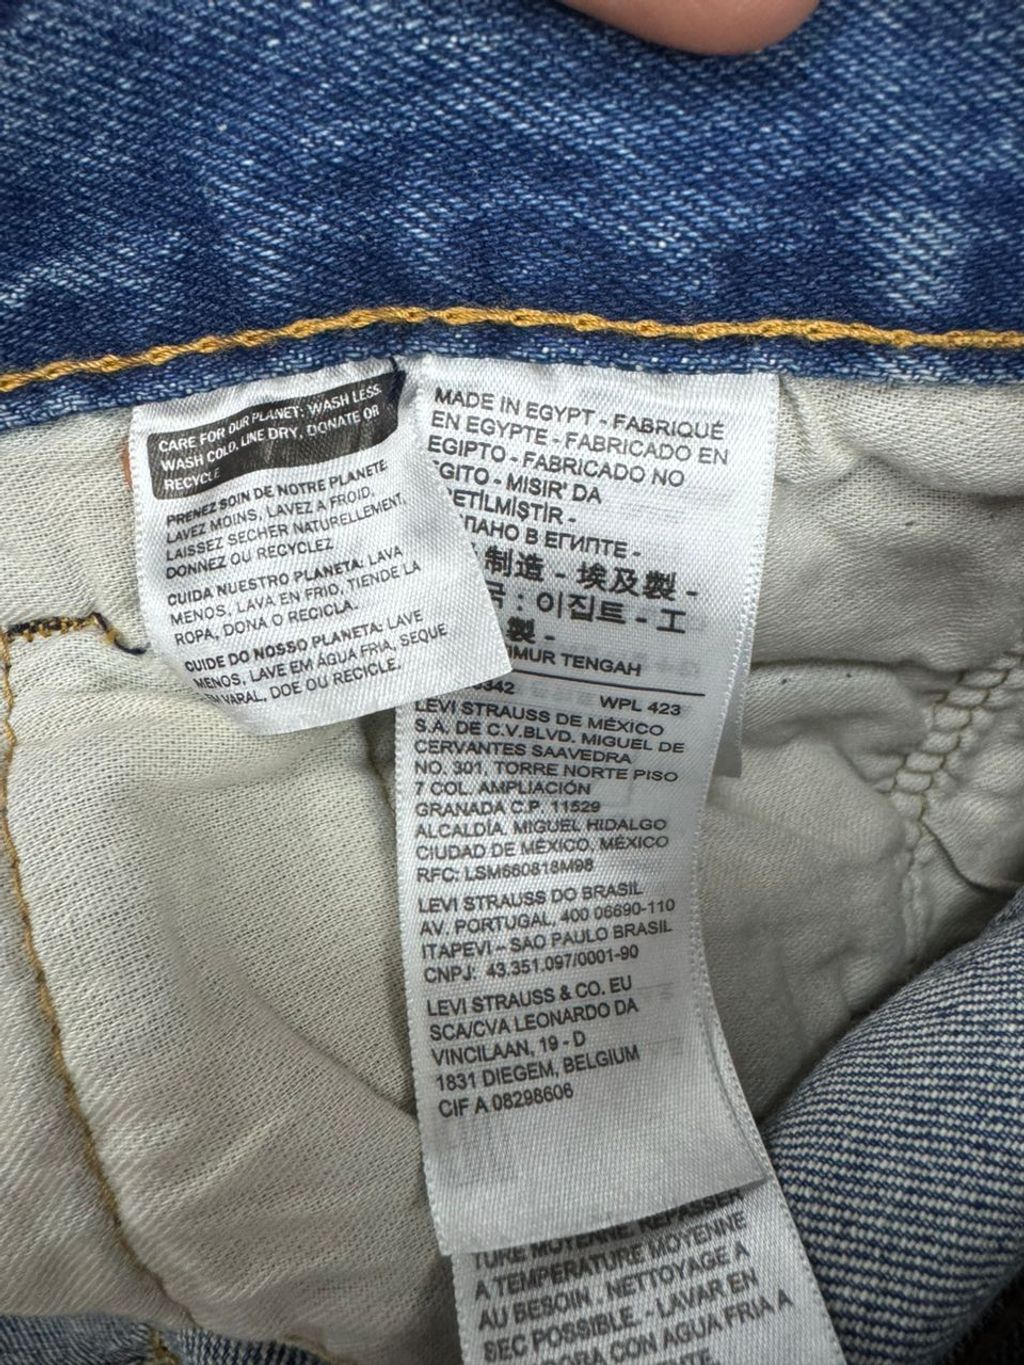 CARE FOR OUR PLANET: WASH LESS,
WASH COLD, LINE DRY, DONATE OR
RECYCLE
PRENEZ SOIN DE NOTRE PLANETE
LAVEZ MOINS, LAVEZ A FROID,
LAISSEZ SECHER NATURELLEMENT,
DONNEZ OU RECYCLEZ
CUIDA NUESTRO PLANETA: LAVA
MENOS, LAVA EN FRIO, TIENDE LA
ROPA, DONA O RECICLA.
CUIDE DO NOSSO PLANETA: LAVE
MENOS, LAVE EM ÁGUA FRIA, SEQUE
VARAL, DOE OU RECICLE.
MADE IN EGYPT - FABRIQUÉ
EN EGYPTE - FABRICADO EN
EGIPTO - FABRICADO NO
EGITO - MISIR' DA
ÜRETİLMİŞTİR -
В ЕГИПТЕ -
制造 - 埃及製 -
: 이집트 - エ
製 -
TIMUR TENGAH
WPL 423
LEVI STRAUSS DE MÉXICO
S.A. DE C.V.BLVD. MIGUEL DE
CERVANTES SAAVEDRA
NO. 301, TORRE NORTE PISO
7 COL. AMPLIACIÓN
GRANADA C.P. 11529
ALCALDÍA, MIGUEL HIDALGO
CIUDAD DE MÉXICO, MÉXICO
RFC: LSM660818M98
LEVI STRAUSS DO BRASIL
AV. PORTUGAL, 400 06690-110
ITAPEVI – SAO PAULO BRASIL
CNPJ: 43.351.097/0001-90
LEVI STRAUSS & CO. EU
SCA/CVA LEONARDO DA
VINCILAAN, 19 - D
1831 DIEGEM, BELGIUM
CIF A 08298606
MOYENNE. REPASSER
A TEMPERATURE MOYENNE
AU BESOIN. NETTOYAGE A
SEC POSSIBLE. - LAVAR EN
CON AGUA FRIA A